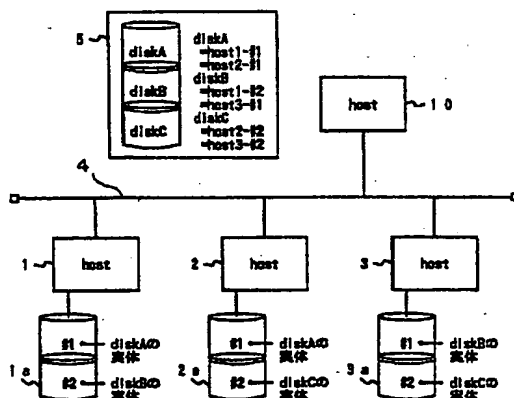 5
diskA
diskB
diskC
diskA
=host1-#1
=host2-#1
diskB
=host1-#2
=host3-#1
diskC
=host2-#2
=host3-#2
host
10
4
1
host
2
host
3
host
#1
diskAの
実体
#1
diskAの
実体
#1
diskBの
実体
1a
#2
diskBの
実体
2a
#2
diskCの
実体
3a
#2
diskCの
実体